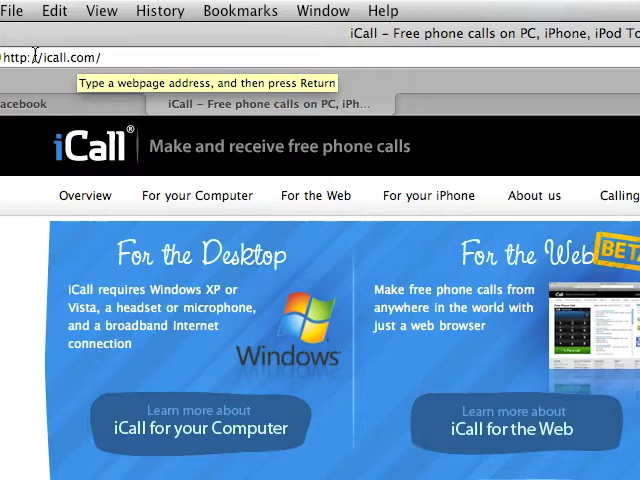 File Edit View History Bookmarks Window Help
iCall – Free phone calls on PC, iPhone, iPod To
http://icall.com/
Type a webpage address, and then press Return
acebook iCall – Free phone calls on PC, iPh...
iCall® Make and receive free phone calls
Overview For your Computer For the Web For your iPhone About us Calling
For the Desktop
iCall requires Windows XP or
Vista, a headset or microphone,
and a broadband Internet
connection
Windows
Learn more about
iCall for your Computer
For the Web
BETA
Make free phone calls from
anywhere in the world with
just a web browser
iCall
Learn more about
iCall for the Web